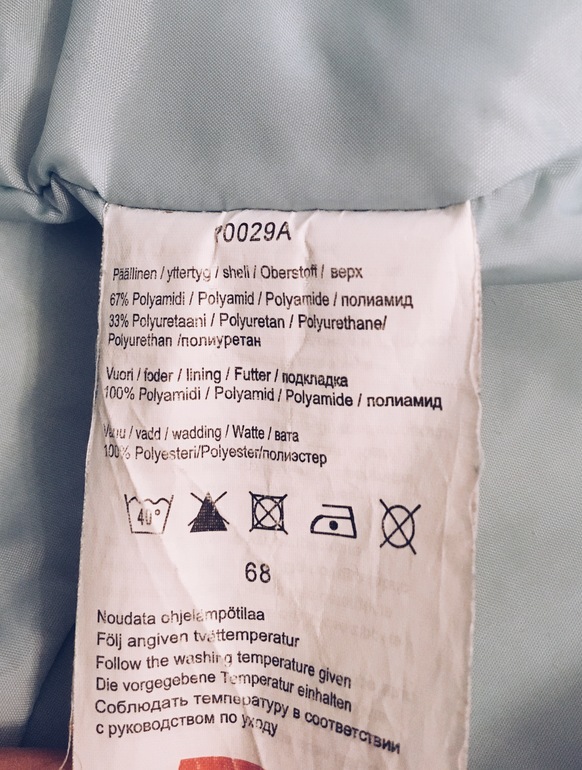 0029A
Päällinen / yttertyg / shell / Oberstoff / верх
67% Polyamidi / Polyamid / Polyamide / полиамид
33% Polyuretaani / Polyuretan / Polyurethane/
Polyurethan /полиуретан
Vuori / foder / lining / Futter / подкладка
100% Polyamidi / Polyamid / Polyamide / полиамид
/ vadd / wadding / Watte / вата
100% Polyesteri/Polyester/полиэстер
40°
68
Noudata ohjelämpötilaa
Följ angiven tvättemperatur
Follow the washing temperature given
Die vorgegebene Temperatur einhalten
Соблюдать температуру в соответствии
с руководством по уходу